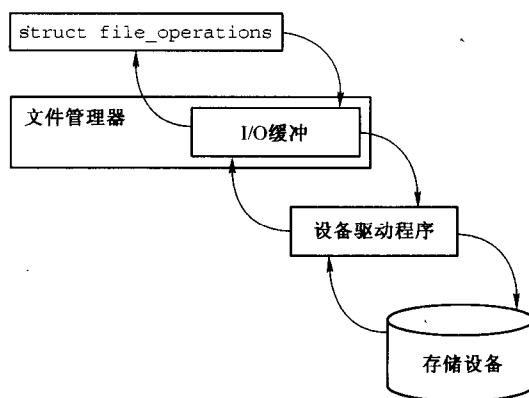 struct file_operations
文件管理器
I/O缓冲
设备驱动程序
存储设备